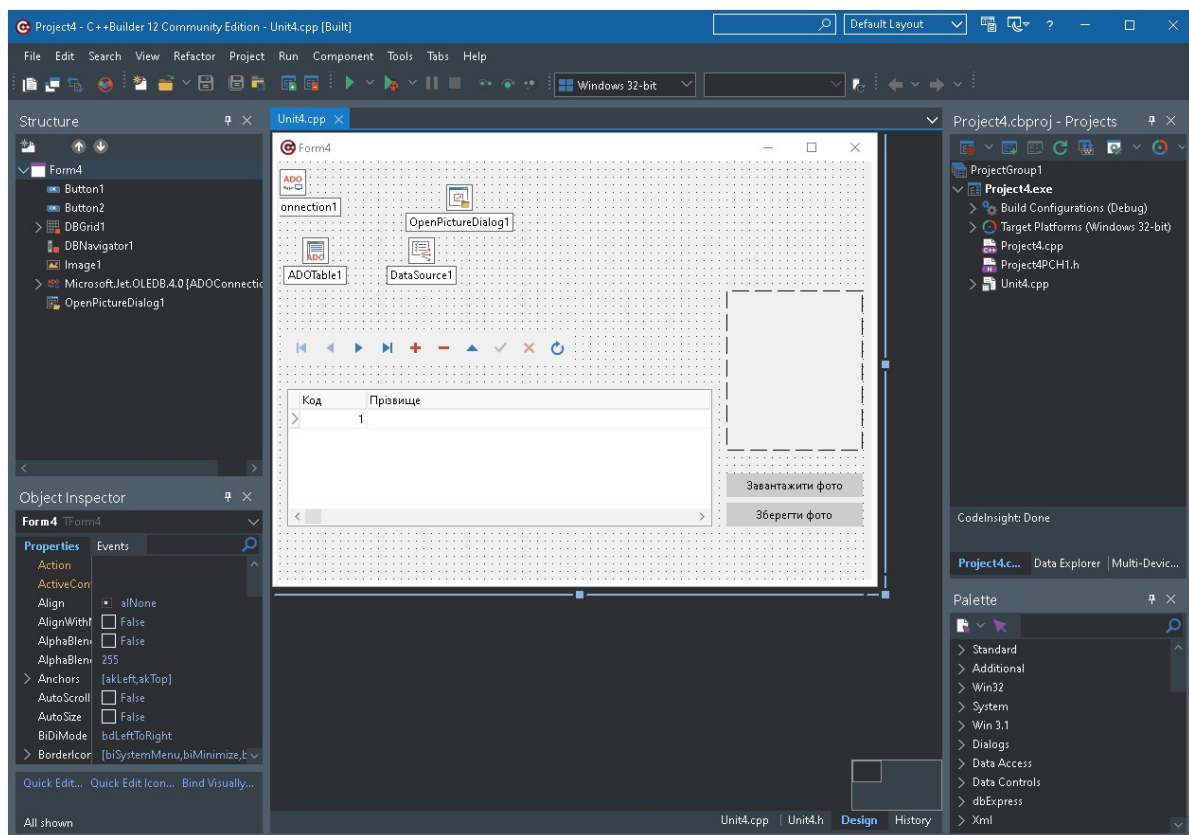 Project4 - C++Builder 12 Community Edition - Unit4.cpp [Built]
Default Layout
?
File Edit Search View Refactor Project Run Component Tools Tabs Help
Windows 32-bit
Structure
Form4
Button1
Button2
DBGrid1
DBNavigator1
Image1
Microsoft.Jet.OLEDB.4.0 {ADOConnectic
OpenPictureDialog1
Object Inspector
Form4 TForm4
Properties Events
Action
ActiveCon
Align alNone
AlignWithM False
AlphaBlen False
AlphaBlen 255
Anchors [akLeft,akTop]
AutoScroll False
AutoSize False
BiDiMode bdLeftToRight
BorderIcor [biSystemMenu,biMinimize,b
Quick Edit... Quick Edit Icon... Bind Visually...
All shown
Unit4.cpp
Form4
ADO
onnection1
OpenPictureDialog1
ADO
ADOTable1
DataSource1
Код Прізвище
1
Завантажити фото
Зберегти фото
Unit4.cpp Unit4.h Design History
Project4.cbproj - Projects
ProjectGroup1
Project4.exe
Build Configurations (Debug)
Target Platforms (Windows 32-bit)
Project4.cpp
Project4PCH1.h
Unit4.cpp
CodeInsight: Done
Project4.c... Data Explorer Multi-Devic...
Palette
Standard
Additional
Win32
System
Win 3.1
Dialogs
Data Access
Data Controls
dbExpress
Xml